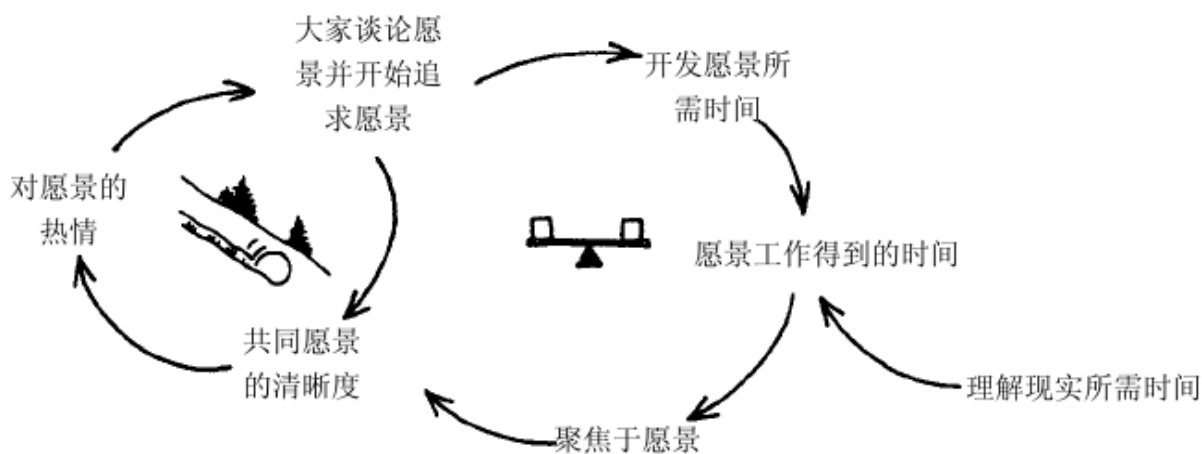 大家谈论愿
景并开始追
求愿景
开发愿景所
需时间
对愿景的
热情
愿景工作得到的时间
共同愿景
的清晰度
理解现实所需时间
聚焦于愿景